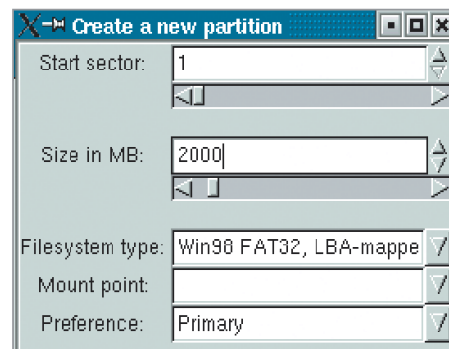 Create a new partition
Start sector: 1
Size in MB: 2000
Filesystem type: Win98 FAT32, LBA-mappe
Mount point:
Preference: Primary